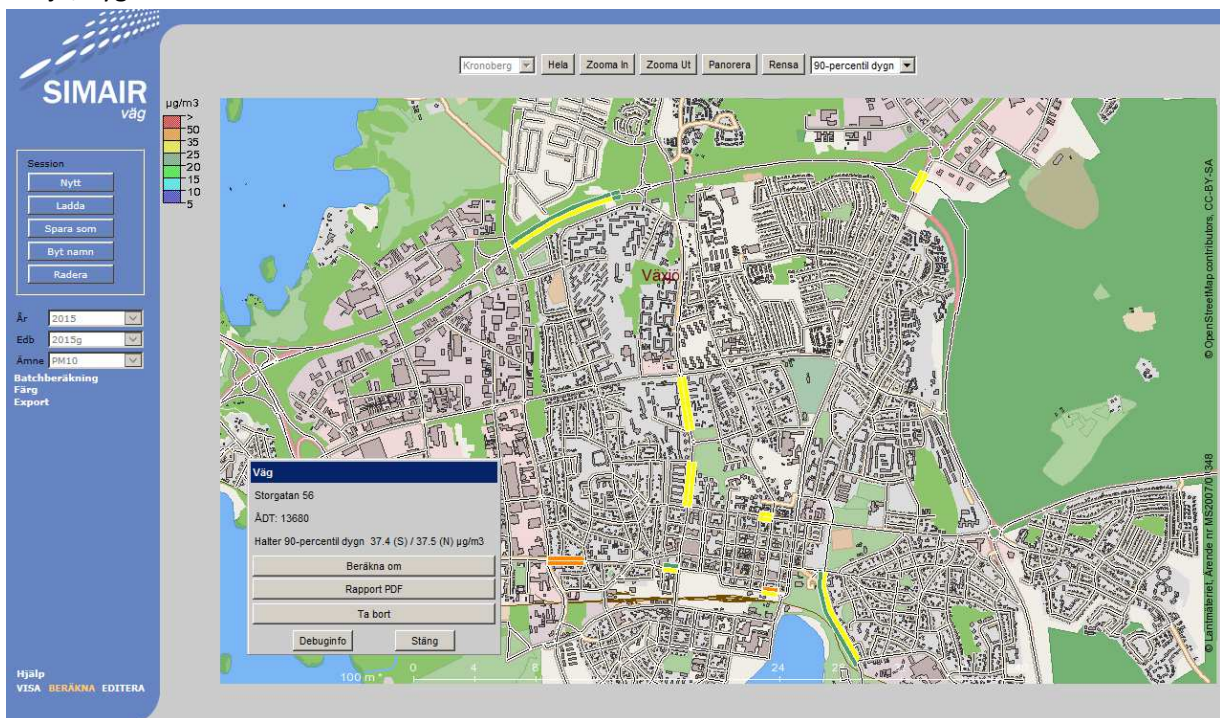 SIMAIR
väg
Kronoberg Hela Zooma In Zooma Ut Panorera Rensa 90-percentil dygn
µg/m3
>
50
35
25
20
15
10
5
Session
Nytt
Ladda
Spara som
Byt namn
Radera
År 2015
Edb 2015g
Ämne PM10
Batchberäkning
Färg
Export
Växjö
© OpenStreetMap contributors, CC-BY-SA
© Lantmäteriet, Ärende nr
Väg
Storgatan 56
ÅDT: 13680
Halter 90-percentil dygn 37.4 (S) / 37.5 (N) µg/m3
Beräkna om
Rapport PDF
Ta bort
Debuginfo Stäng
100 m * 0 4 8 24
Hjälp
VISA BERÄKNA EDITERA